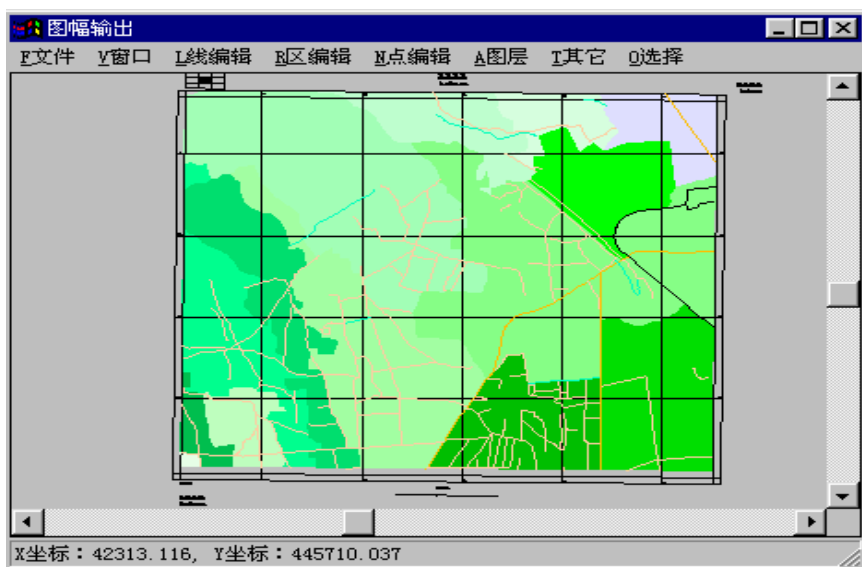 图幅输出
F文件 V窗口 L线编辑 R区编辑 N点编辑 A图层 T其它 O选择
X坐标：42313.116, Y坐标：445710.037